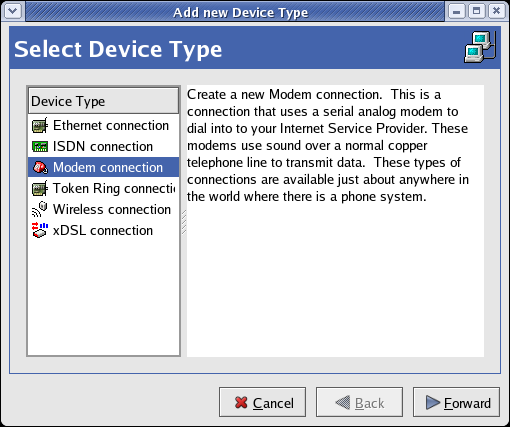 Add new Device Type
Select Device Type
Device Type
Ethernet connection
ISDN connection
Modem connection
Token Ring connectic
Wireless connection
xDSL connection
Create a new Modem connection.  This is a
connection that uses a serial analog modem to
dial into to your Internet Service Provider. These
modems use sound over a normal copper
telephone line to transmit data.  These types of
connections are available just about anywhere in
the world where there is a phone system.
Cancel
Back
Forward